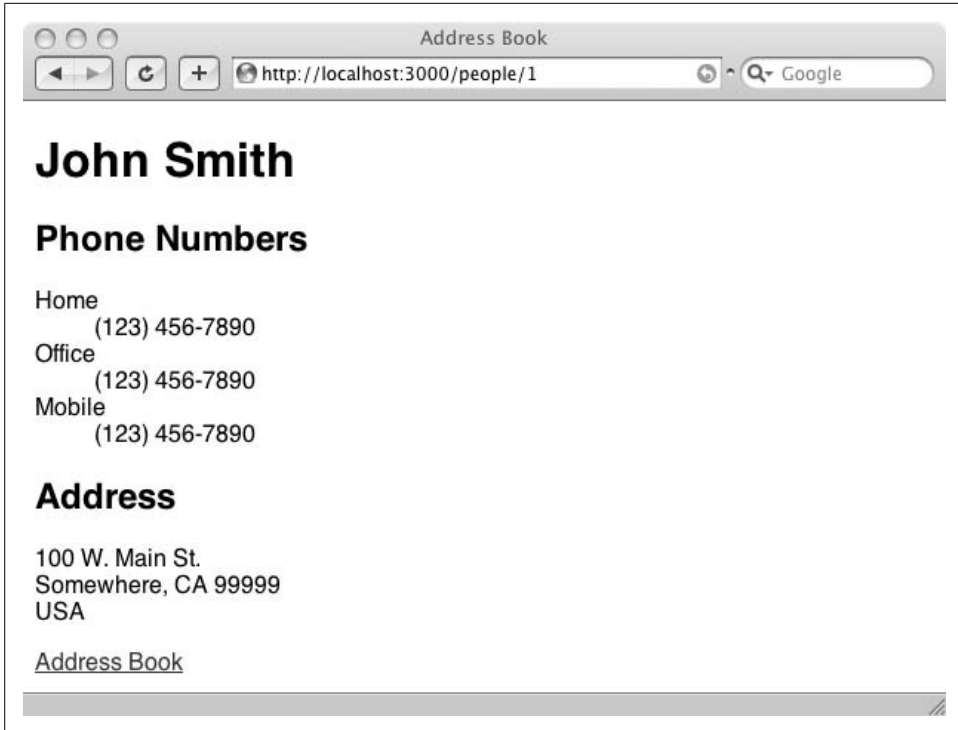 Address Book
http://localhost:3000/people/1
Google
John Smith
Phone Numbers
Home
(123) 456-7890
Office
(123) 456-7890
Mobile
(123) 456-7890
Address
100 W. Main St.
Somewhere, CA 99999
USA
Address Book